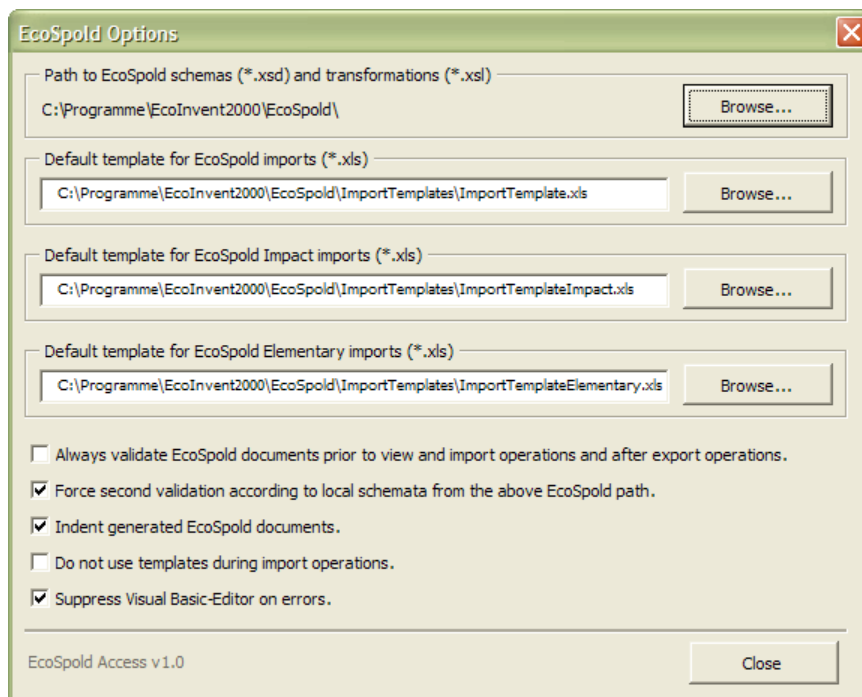 EcoSpold Options
Path to EcoSpold schemas (*.xsd) and transformations (*.xsl)
C:\Programme\EcoInvent2000\EcoSpold\
Browse...
Default template for EcoSpold imports (*.xls)
C:\Programme\EcoInvent2000\EcoSpold\ImportTemplates\ImportTemplate.xls
Browse...
Default template for EcoSpold Impact imports (*.xls)
C:\Programme\EcoInvent2000\EcoSpold\ImportTemplates\ImportTemplateImpact.xls
Browse...
Default template for EcoSpold Elementary imports (*.xls)
C:\Programme\EcoInvent2000\EcoSpold\ImportTemplates\ImportTemplateElementary.xls
Browse...
Always validate EcoSpold documents prior to view and import operations and after export operations.
Force second validation according to local schemata from the above EcoSpold path.
Indent generated EcoSpold documents.
Do not use templates during import operations.
Suppress Visual Basic-Editor on errors.
EcoSpold Access v1.0
Close